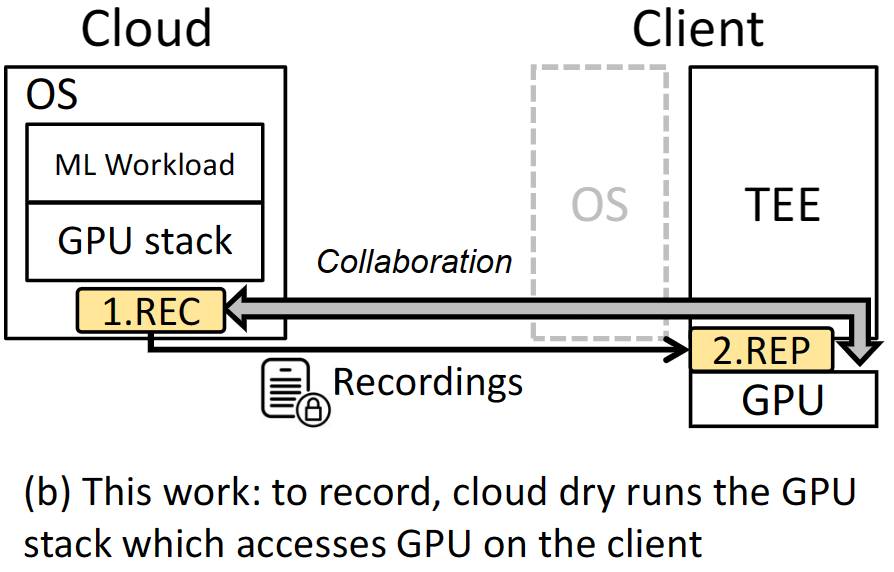 Cloud
Client
OS
ML Workload
GPU stack
OS
TEE
Collaboration
1.REC
2.REP
Recordings
GPU
(b) This work: to record, cloud dry runs the GPU
stack which accesses GPU on the client